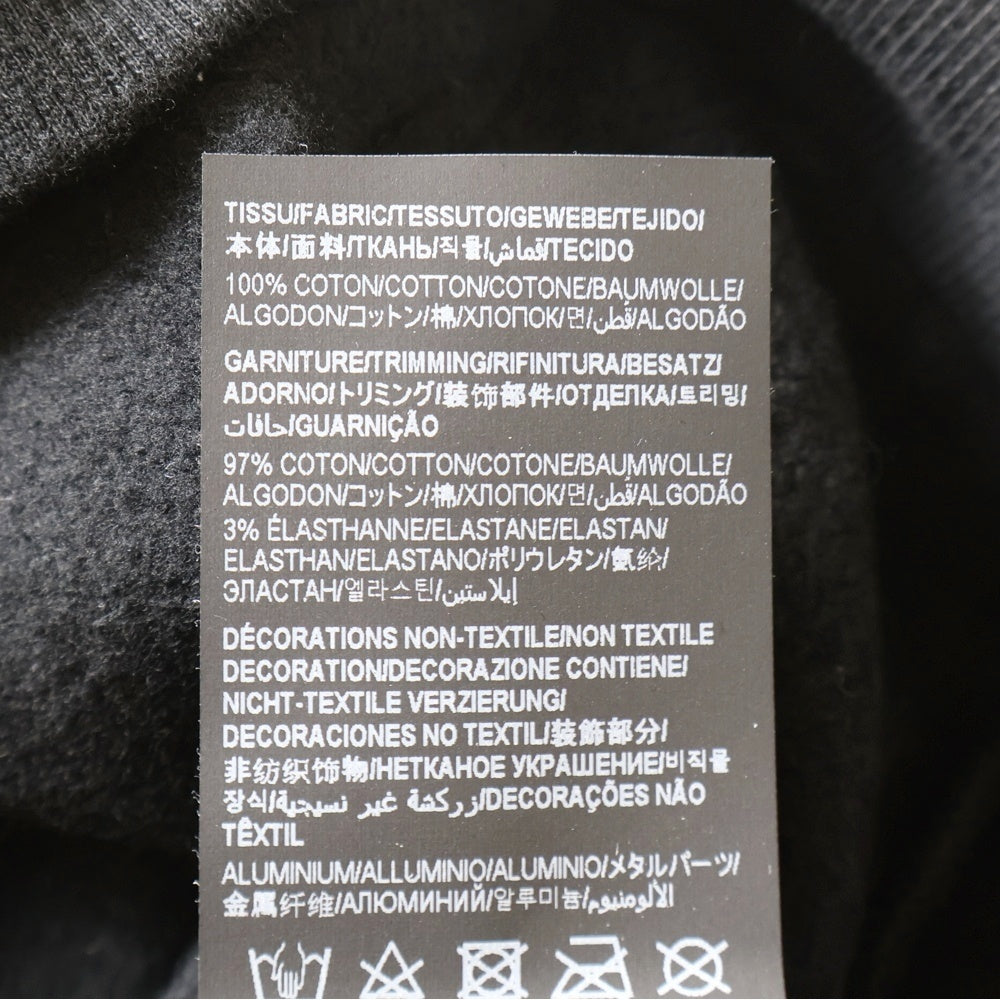 TISSU/FABRIC/TESSUTO/GEWEBE/TEJIDO/
本体/面料/ТКАНЬ/직물/قماش/TECIDO
100% COTON/COTTON/COTONE/BAUMWOLLE/
ALGODON/コットン/棉/ХЛОПОК/면/قطن/ALGODÃO
GARNITURE/TRIMMING/RIFINITURA/BESATZ/
ADORNO/トリミング/装饰部件/ОТДЕПКА/트리밍/
حافات/GUARNIÇÃO
97% COTON/COTTON/COTONE/BAUMWOLLE/
ALGODON/コットン/棉/ХЛОПОК/면/قطن/ALGODÃO
3% ÉLASTHANNE/ELASTANE/ELASTAN/
ELASTHAN/ELASTANO/ポリウレタン/氨纶/
ЭЛАСТАН/엘라스틴/إيلاستين
DÉCORATIONS NON-TEXTILE/NON TEXTILE
DECORATION/DECORAZIONE CONTIENE/
NICHT-TEXTILE VERZIERUNG/
DECORACIONES NO TEXTIL/装飾部分/
非纺织饰物/НЕТКАНОЕ УКРАШЕНИЕ/비직물
장식/زركشة غير نسيجية/DECORAÇÕES NÃO
TÊXTIL
ALUMINIUM/ALLUMINIO/ALUMINIO/メタルパーツ/
金属纤维/АЛЮМИНИЙ/알루미늄/الألومنيوم